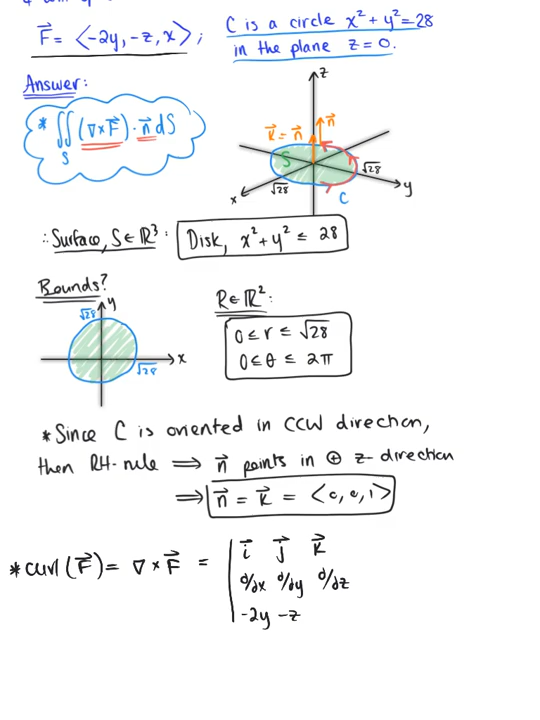 F⃗ = ⟨-2y, -z, x⟩; C is a circle x² + y² = 28
in the plane z = 0.
Answer:
* ∬ (∇×F⃗) · n⃗ dS
S
z
k⃗ = n⃗ n⃗
S
√28
√28
x
C
y
∴ Surface, S∈ℝ³: Disk, x² + y² ≤ 28
Bounds?
y
√28
x
√28
R∈ℝ²:
0 ≤ r ≤ √28
0 ≤ θ ≤ 2π
* Since C is oriented in CCW direction,
then RH-rule ⟹ n⃗ points in ⊕ z-direction
⟹ n⃗ = k⃗ = ⟨0, 0, 1⟩
* curl (F⃗) = ∇×F⃗ = | i⃗ j⃗ k⃗
∂/∂x ∂/∂y ∂/∂z
-2y -z